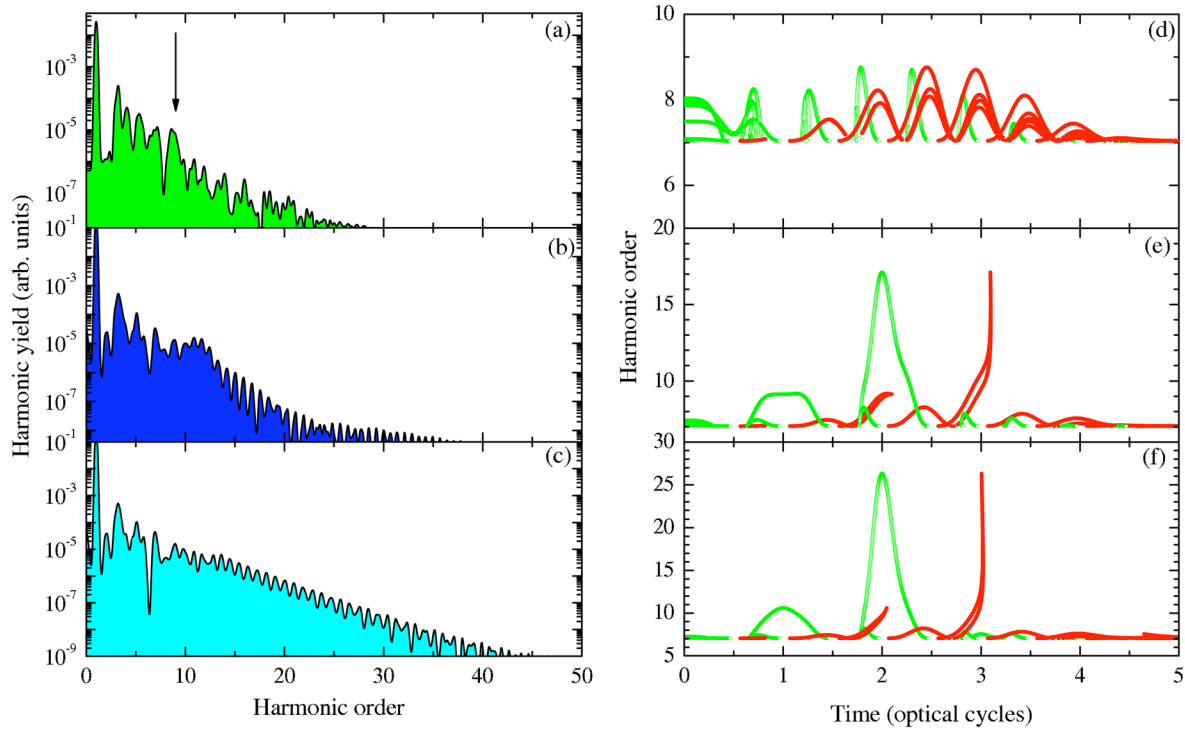 (a)
10^-3
10^-5
10^-7
10^-1
(b)
10^-3
10^-5
10^-7
10^-1
(c)
10^-3
10^-5
10^-7
10^-9
0 10 20 30 40 50
Harmonic order
Harmonic yield (arb. units)
(d)
10
8
6
20
(e)
15
10
30
(f)
25
20
15
10
5
0 1 2 3 4 5
Time (optical cycles)
Harmonic order